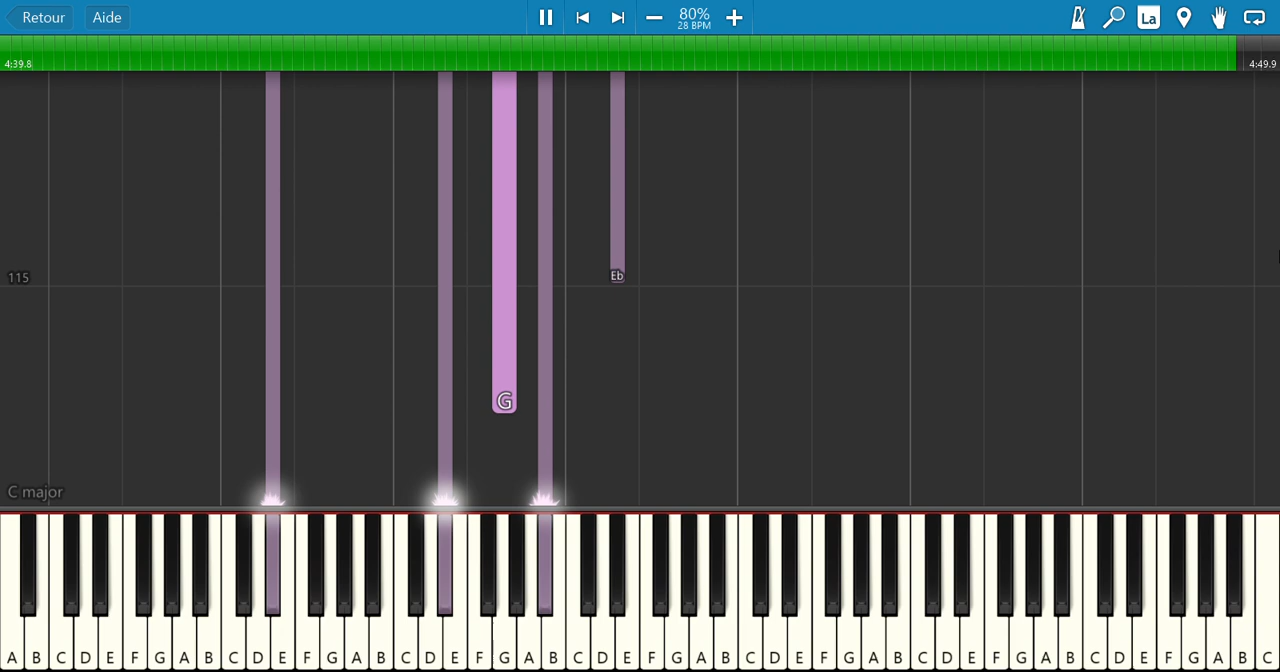 Retour Aide 80% La
28 BPM
4:39.8 4:49.9
Eb
115
G
C major
A B C D E F G A B C D E F G A B C D E F G A B C D E F G A B C D E F G A B C D E F G A B C D E F G A B C